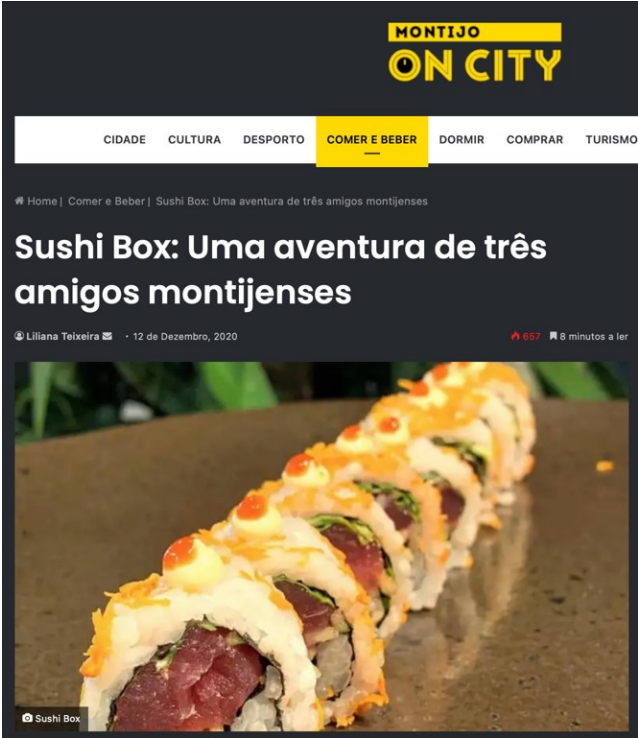 MONTIJO
ON CITY
CIDADE CULTURA DESPORTO COMER E BEBER DORMIR COMPRAR TURISMO
Home | Comer e Beber | Sushi Box: Uma aventura de três amigos montijenses
Sushi Box: Uma aventura de três
amigos montijenses
Liliana Teixeira • 12 de Dezembro, 2020 657 8 minutos a ler
Sushi Box